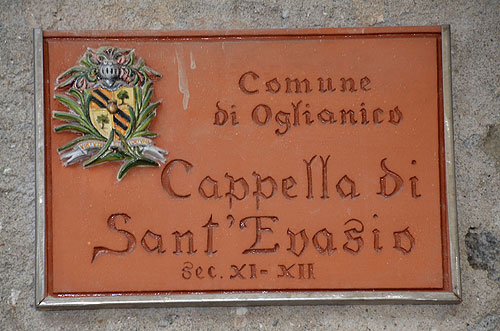 Comune
di Oglianico
Cappella di
Sant'Evasio
sec. XI-XII